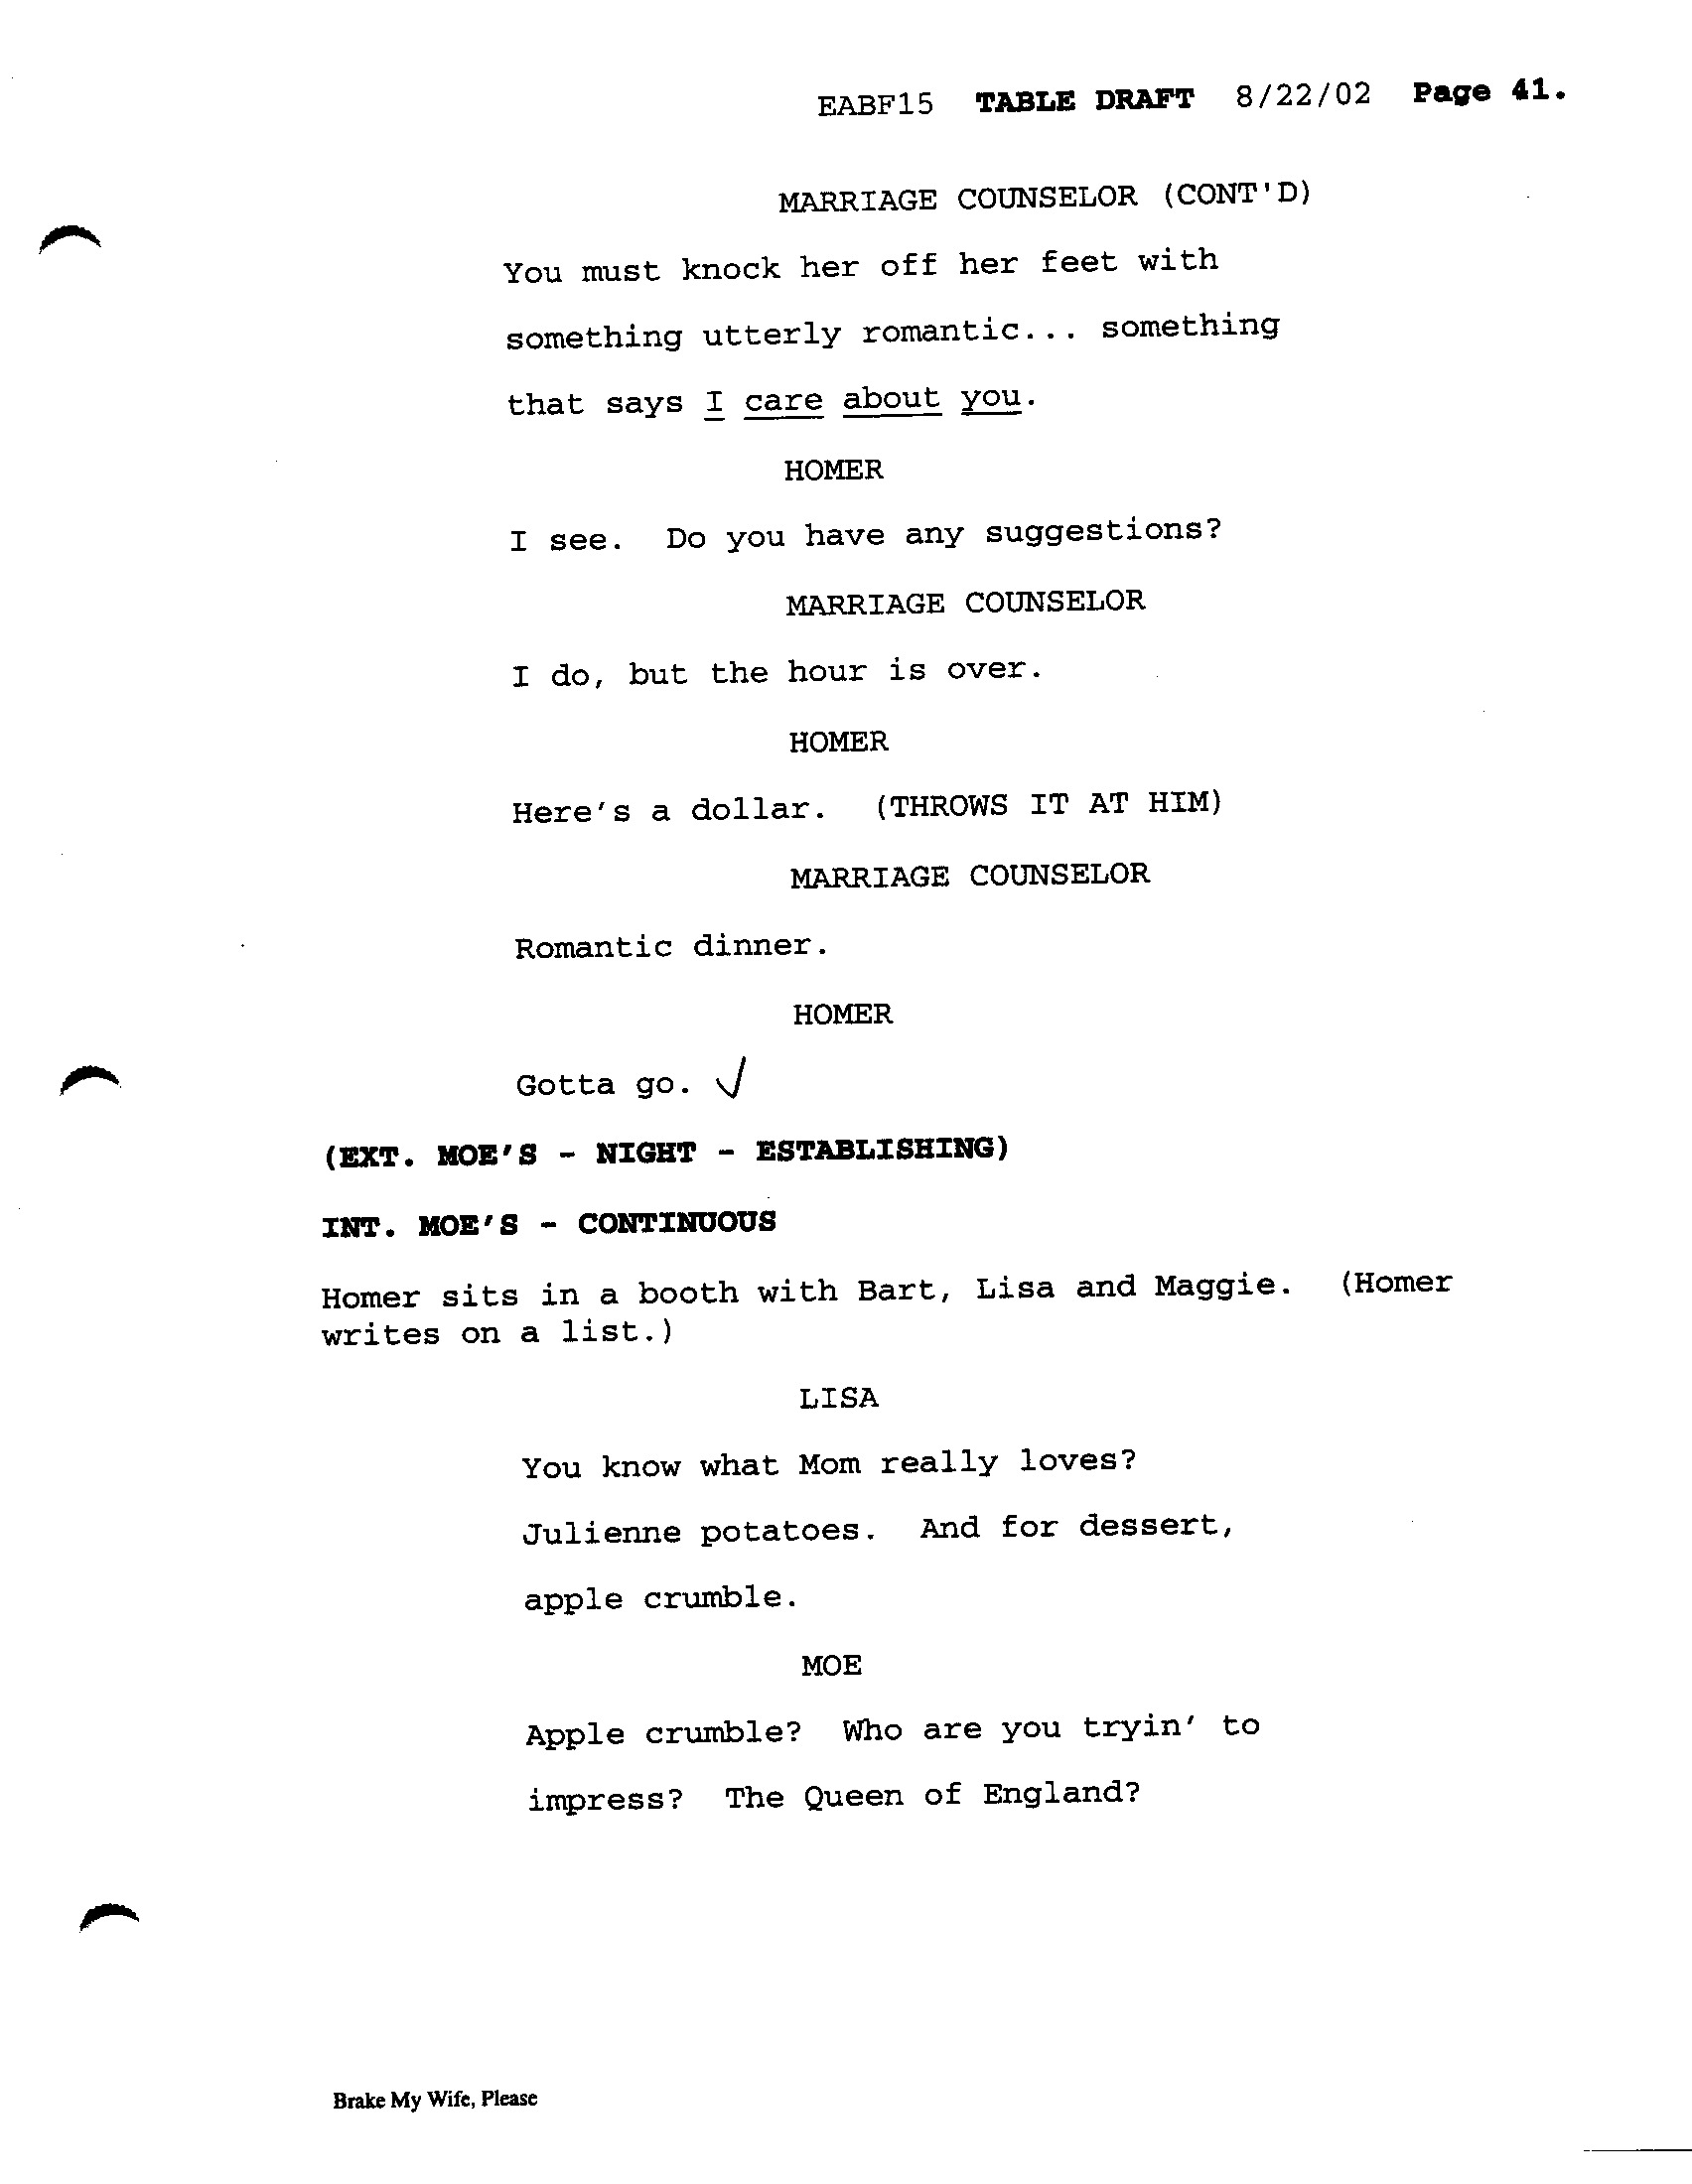 EABF15 TABLE DRAFT 8/22/02 Page 41.
MARRIAGE COUNSELOR (CONT'D)
You must knock her off her feet with
something utterly romantic... something
that says I care about you.
HOMER
I see. Do you have any suggestions?
MARRIAGE COUNSELOR
I do, but the hour is over.
HOMER
Here's a dollar. (THROWS IT AT HIM)
MARRIAGE COUNSELOR
Romantic dinner.
HOMER
Gotta go. ✓
(EXT. MOE'S - NIGHT - ESTABLISHING)
INT. MOE'S - CONTINUOUS
Homer sits in a booth with Bart, Lisa and Maggie. (Homer
writes on a list.)
LISA
You know what Mom really loves?
Julienne potatoes. And for dessert,
apple crumble.
MOE
Apple crumble? Who are you tryin' to
impress? The Queen of England?
Brake My Wife, Please